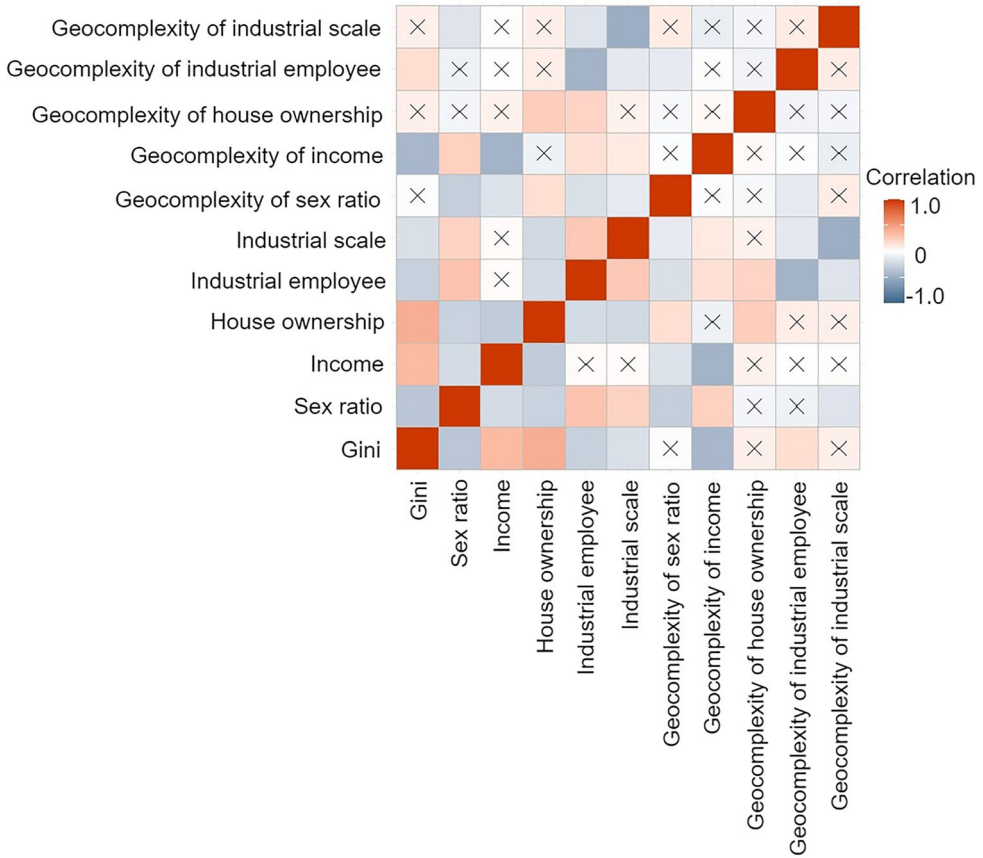 Geocomplexity of industrial scale
Geocomplexity of industrial employee
Geocomplexity of house ownership
Geocomplexity of income
Geocomplexity of sex ratio
Industrial scale
Industrial employee
House ownership
Income
Sex ratio
Gini
Correlation
1.0
0
-1.0
Gini
Sex ratio
Income
House ownership
Industrial employee
Industrial scale
Geocomplexity of sex ratio
Geocomplexity of income
Geocomplexity of house ownership
Geocomplexity of industrial employee
Geocomplexity of industrial scale